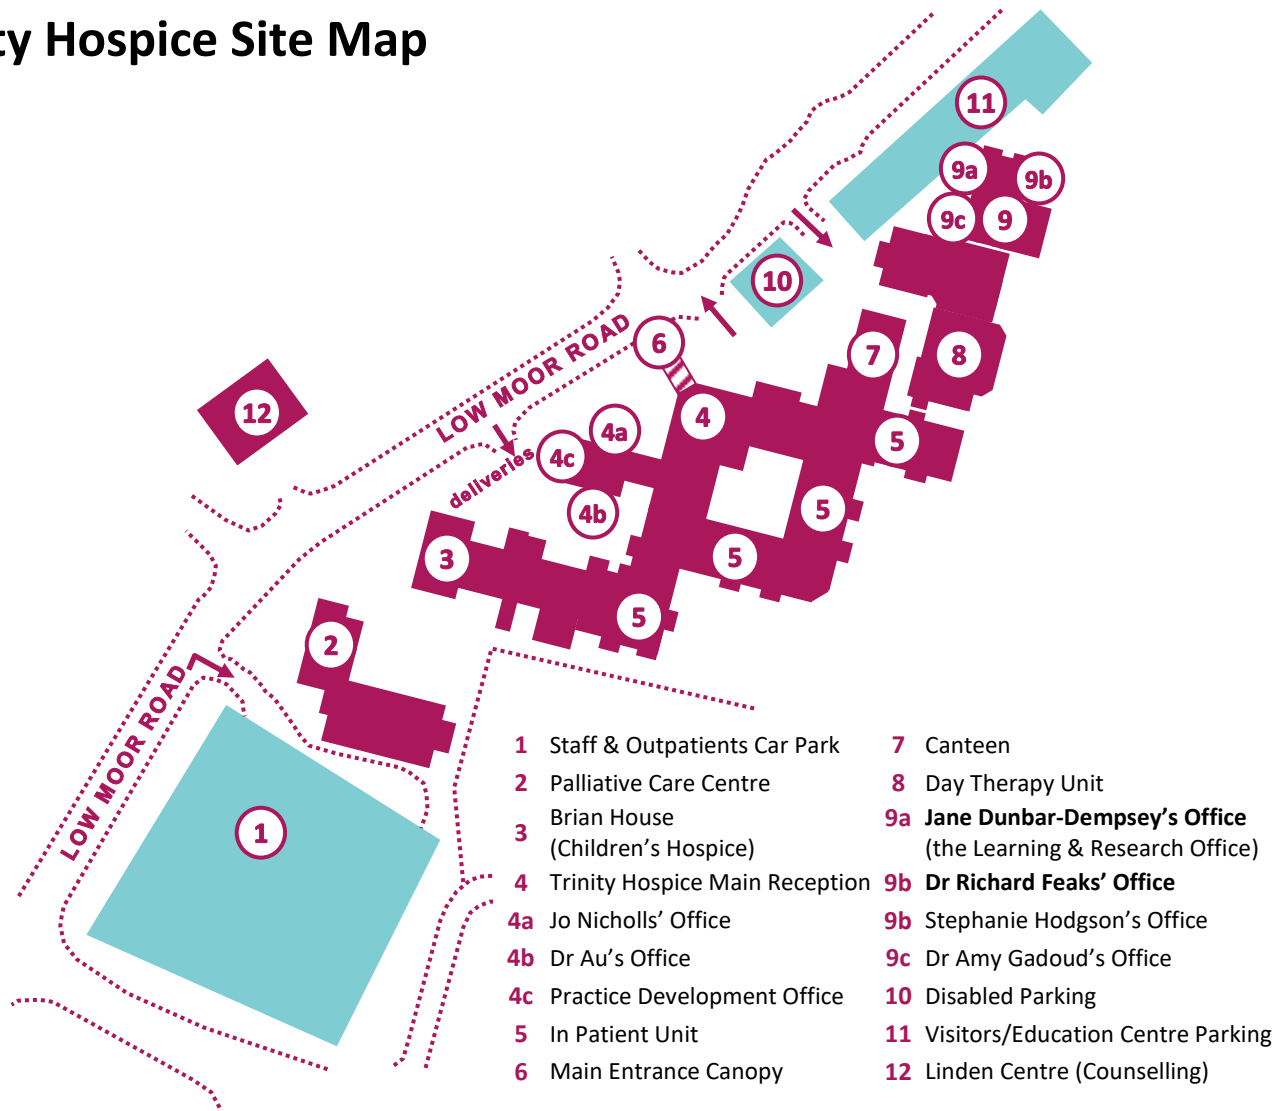 ty Hospice Site Map
11
9a
9b
9c
9
10
6
7
8
LOW MOOR ROAD
12
4
4a
4c
5
deliveries
4b
5
3
5
5
2
LOW MOOR ROAD
1
1 Staff & Outpatients Car Park
2 Palliative Care Centre
3 Brian House
(Children's Hospice)
4 Trinity Hospice Main Reception
4a Jo Nicholls' Office
4b Dr Au's Office
4c Practice Development Office
5 In Patient Unit
6 Main Entrance Canopy
7 Canteen
8 Day Therapy Unit
9a Jane Dunbar-Dempsey's Office
(the Learning & Research Office)
9b Dr Richard Feaks' Office
9b Stephanie Hodgson's Office
9c Dr Amy Gadoud's Office
10 Disabled Parking
11 Visitors/Education Centre Parking
12 Linden Centre (Counselling)